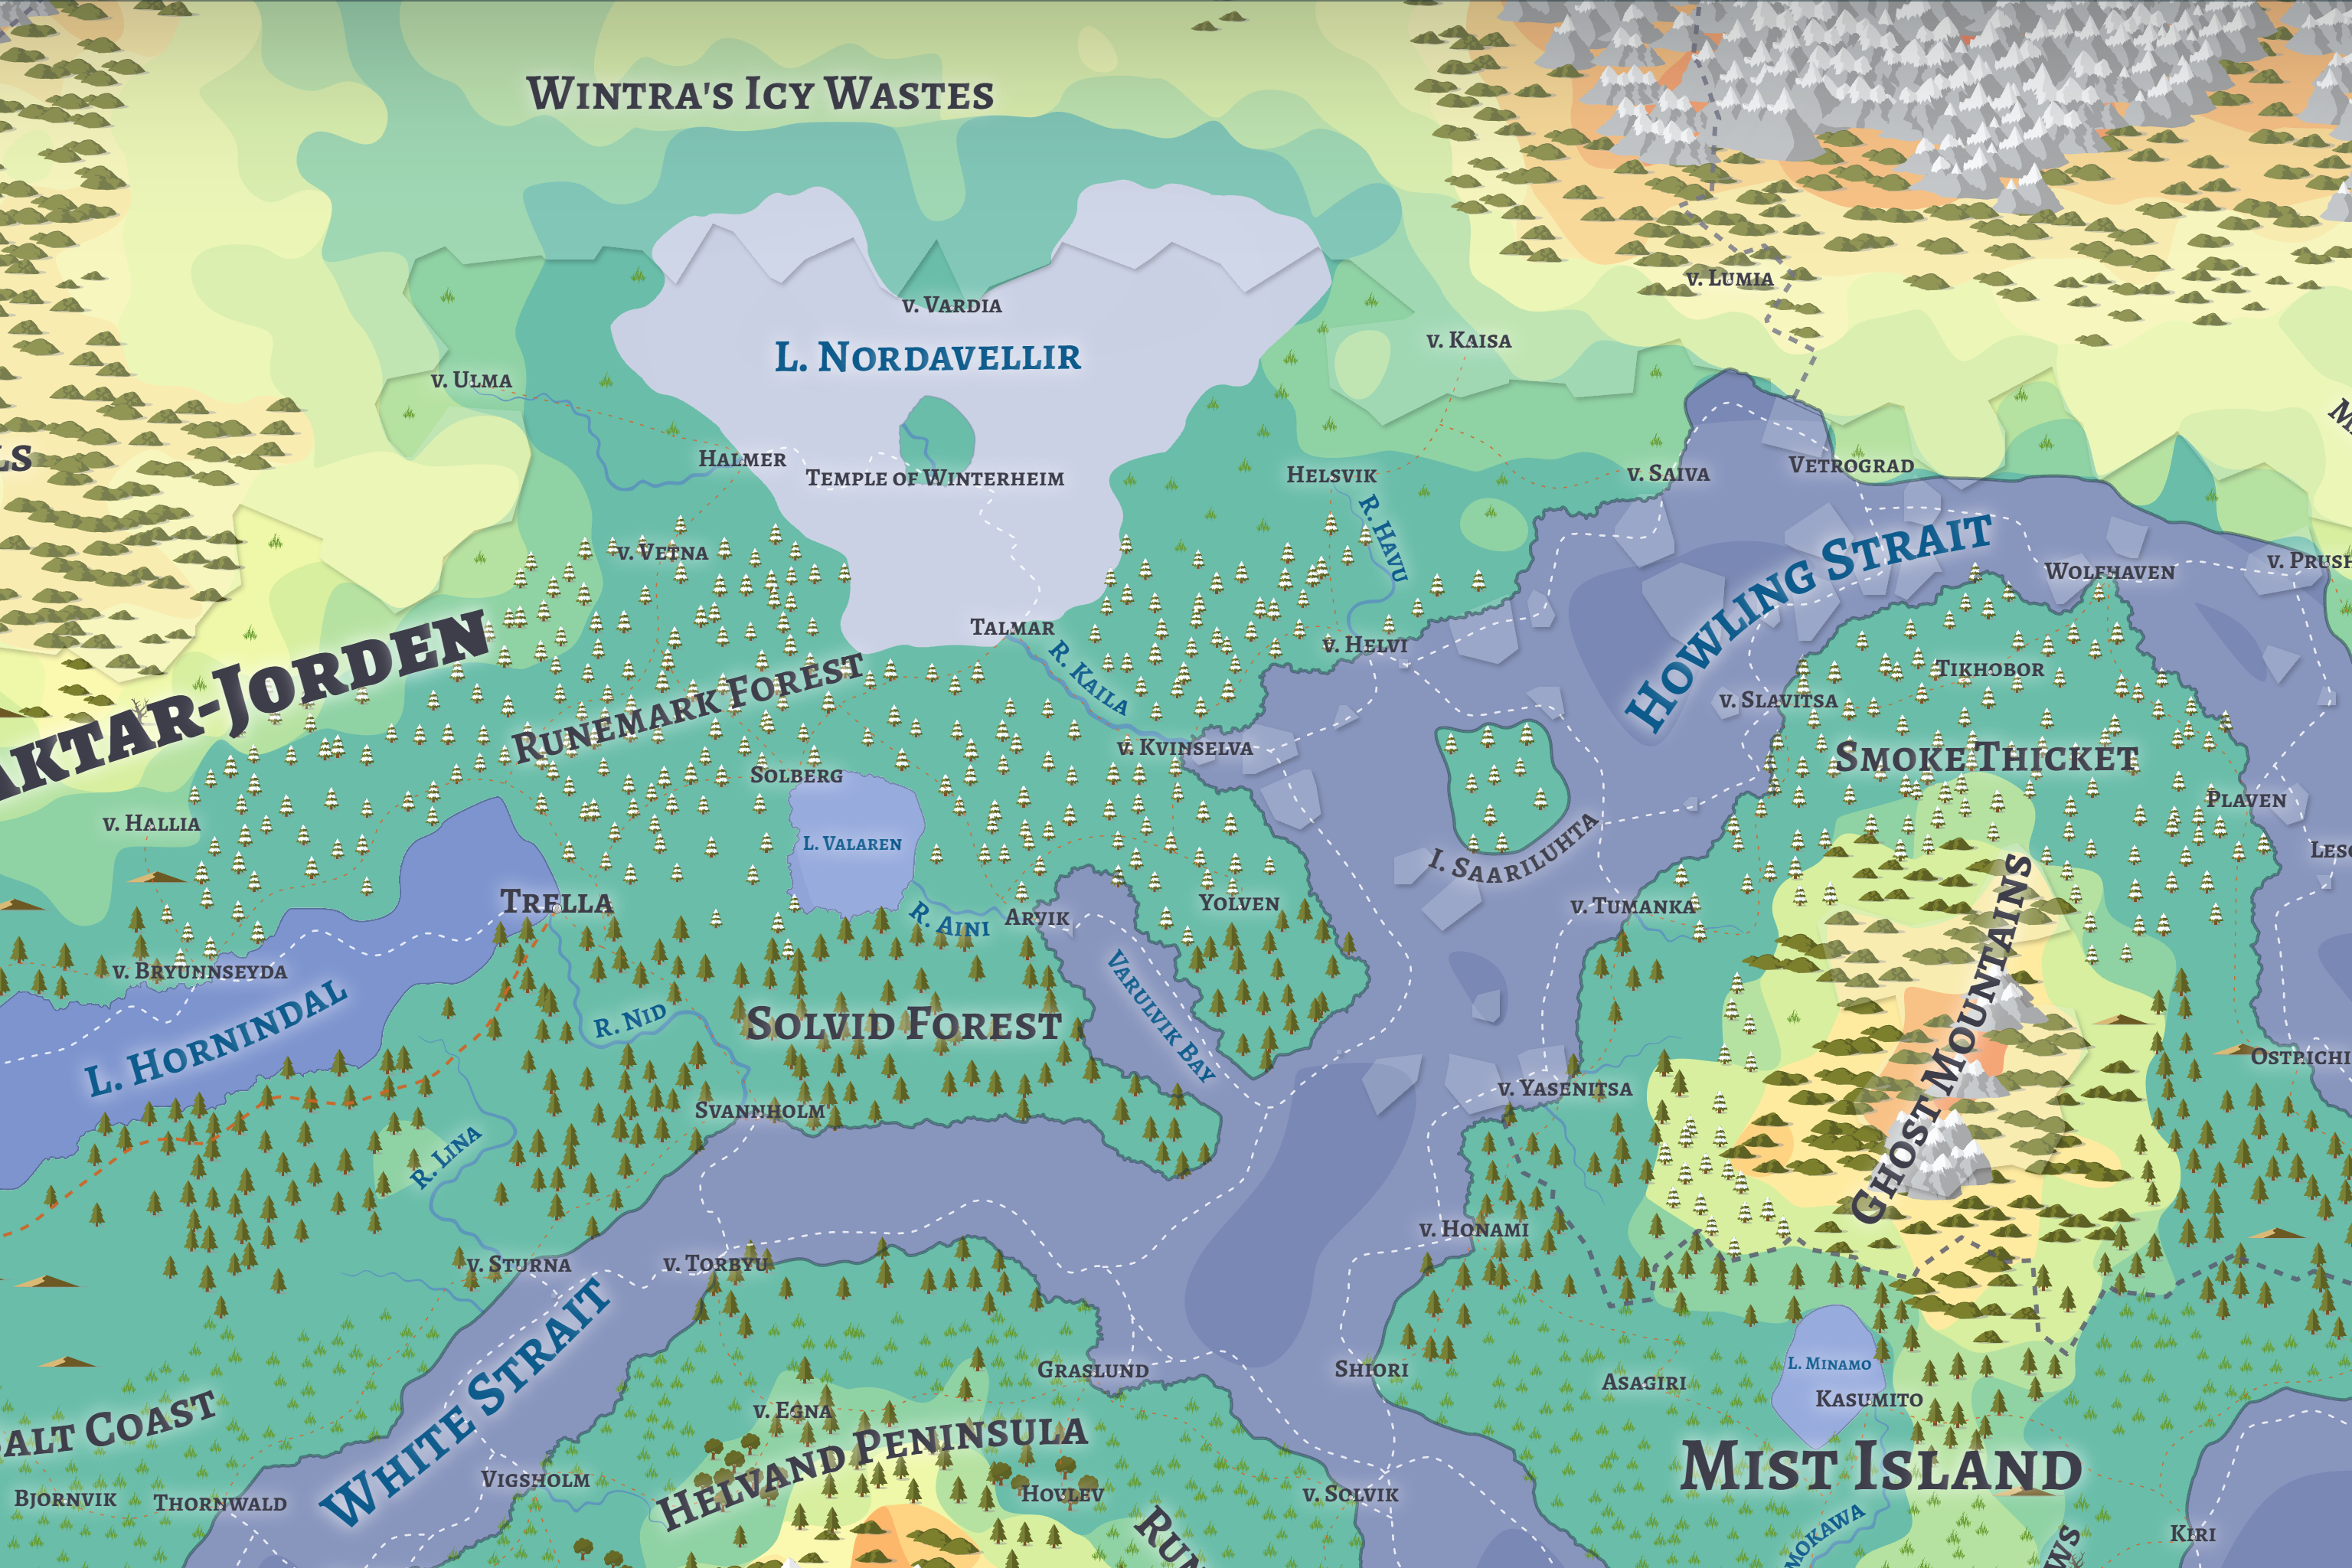 Wintra's Icy Wastes
v. Lumia
v. Vardia
v. Kaisa
L. Nordavellir
v. Ulma
Halmer
Temple of Winterheim
Helsvik
v. Saiva
Vetrograd
R. Havu
Howling Strait
v. Vetna
Wolfhaven
Talmar
v. Helvi
R. Kaila
Tikhobor
v. Slavitsa
Runemark Forest
v. Kvinselva
Smoke Thicket
Solberg
Plaven
v. Hallia
L. Valaren
I. Saariluhta
Trella
R. Aini
Arvik
Yolven
v. Tumanka
v. Bryunnseyda
L. Hornindal
R. Nid
Solvid Forest
Varulvik Bay
Ghost Mountains
v. Yasenitsa
Svannholm
R. Lina
v. Honami
v. Sturna
v. Torbyu
White Strait
Graslund
Shiori
Asagiri
L. Minamo
Kasumito
v. Egna
Helvand Peninsula
Mist Island
Vigsholm
Hovlev
v. Solvik
Bjornvik
Thornwald
Kiri